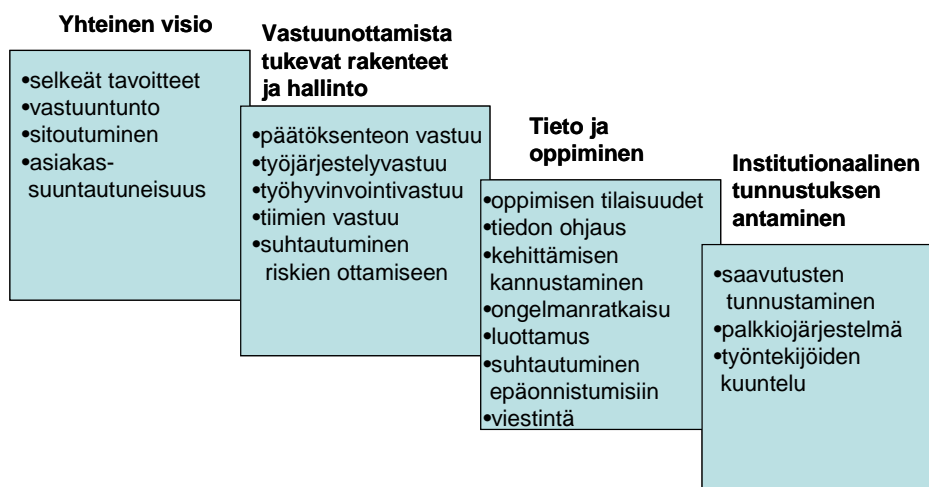 Yhteinen visio
•selkeät tavoitteet
•vastuuntunto
•sitoutuminen
•asiakas-
suuntautuneisuus
Vastuunottamista
tukevat rakenteet
ja hallinto
•päätöksenteon vastuu
•työjärjestelyvastuu
•työhyvinvointivastuu
•tiimien vastuu
•suhtautuminen
riskien ottamiseen
Tieto ja
oppiminen
•oppimisen tilaisuudet
•tiedon ohjaus
•kehittämisen
kannustaminen
•ongelmanratkaisu
•luottamus
•suhtautuminen
epäonnistumisiin
•viestintä
Institutionaalinen
tunnustuksen
antaminen
•saavutusten
tunnustaminen
•palkkiojärjestelmä
•työntekijöiden
kuuntelu